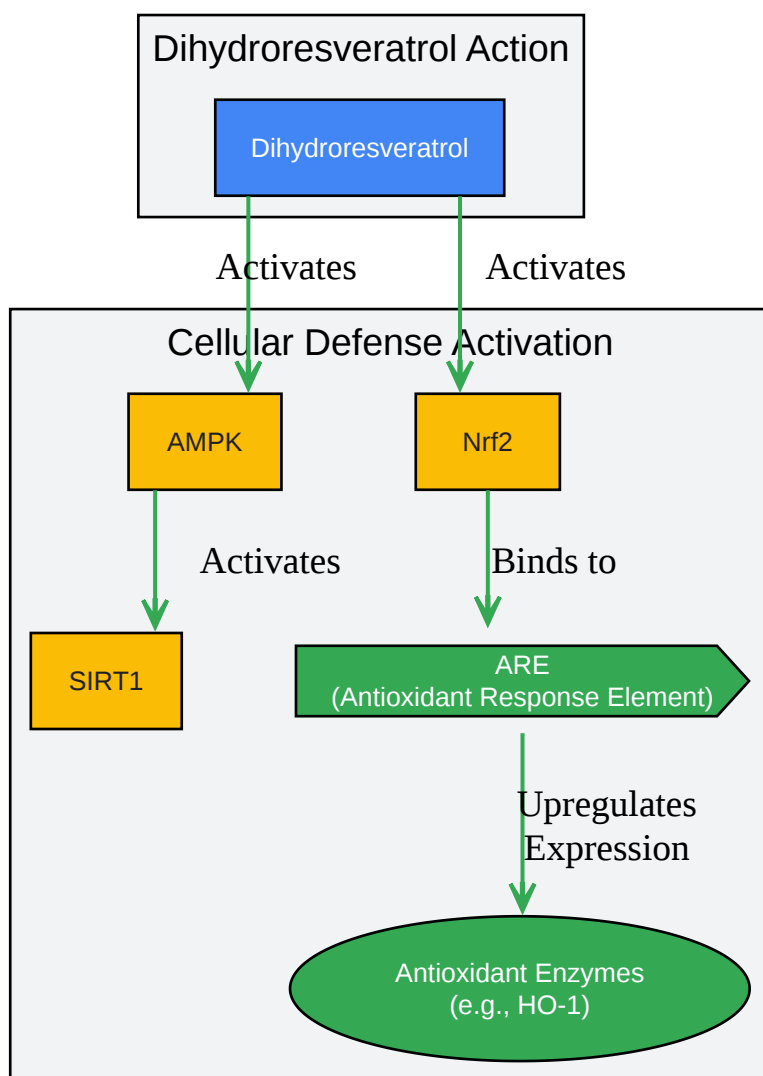 Dihydroresveratrol Action
Dihydroresveratrol
Activates
Activates
Cellular Defense Activation
AMPK
Nrf2
Activates
Binds to
SIRT1
ARE
(Antioxidant Response Element)
Upregulates
Expression
Antioxidant Enzymes
(e.g., HO-1)